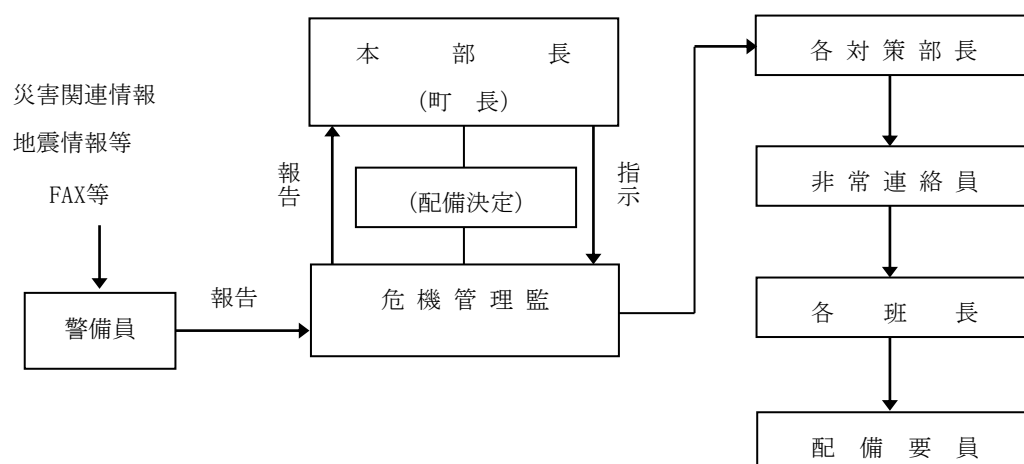 災害関連情報
地震情報等
FAX等
警備員
報告
本部長
(町長)
報告
(配備決定)
指示
危機管理監
各対策部長
非常連絡員
各班長
配備要員